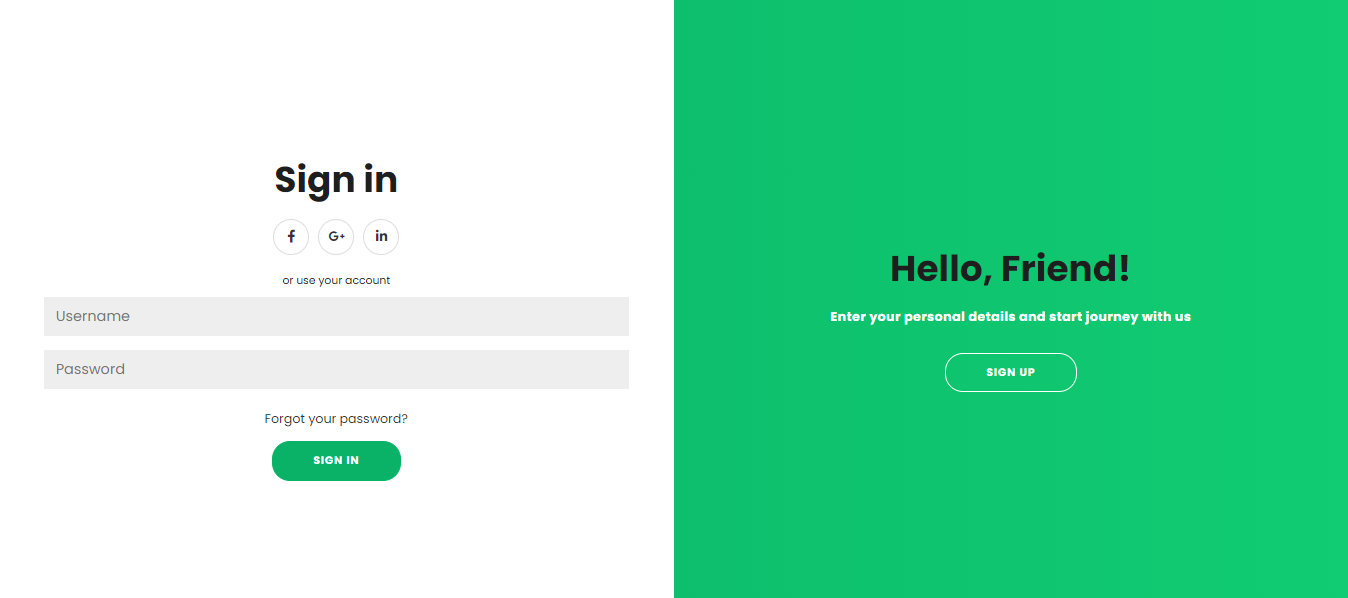 Sign in
f G+ in
or use your account
Username
Password
Forgot your password?
SIGN IN
Hello, Friend!
Enter your personal details and start journey with us
SIGN UP